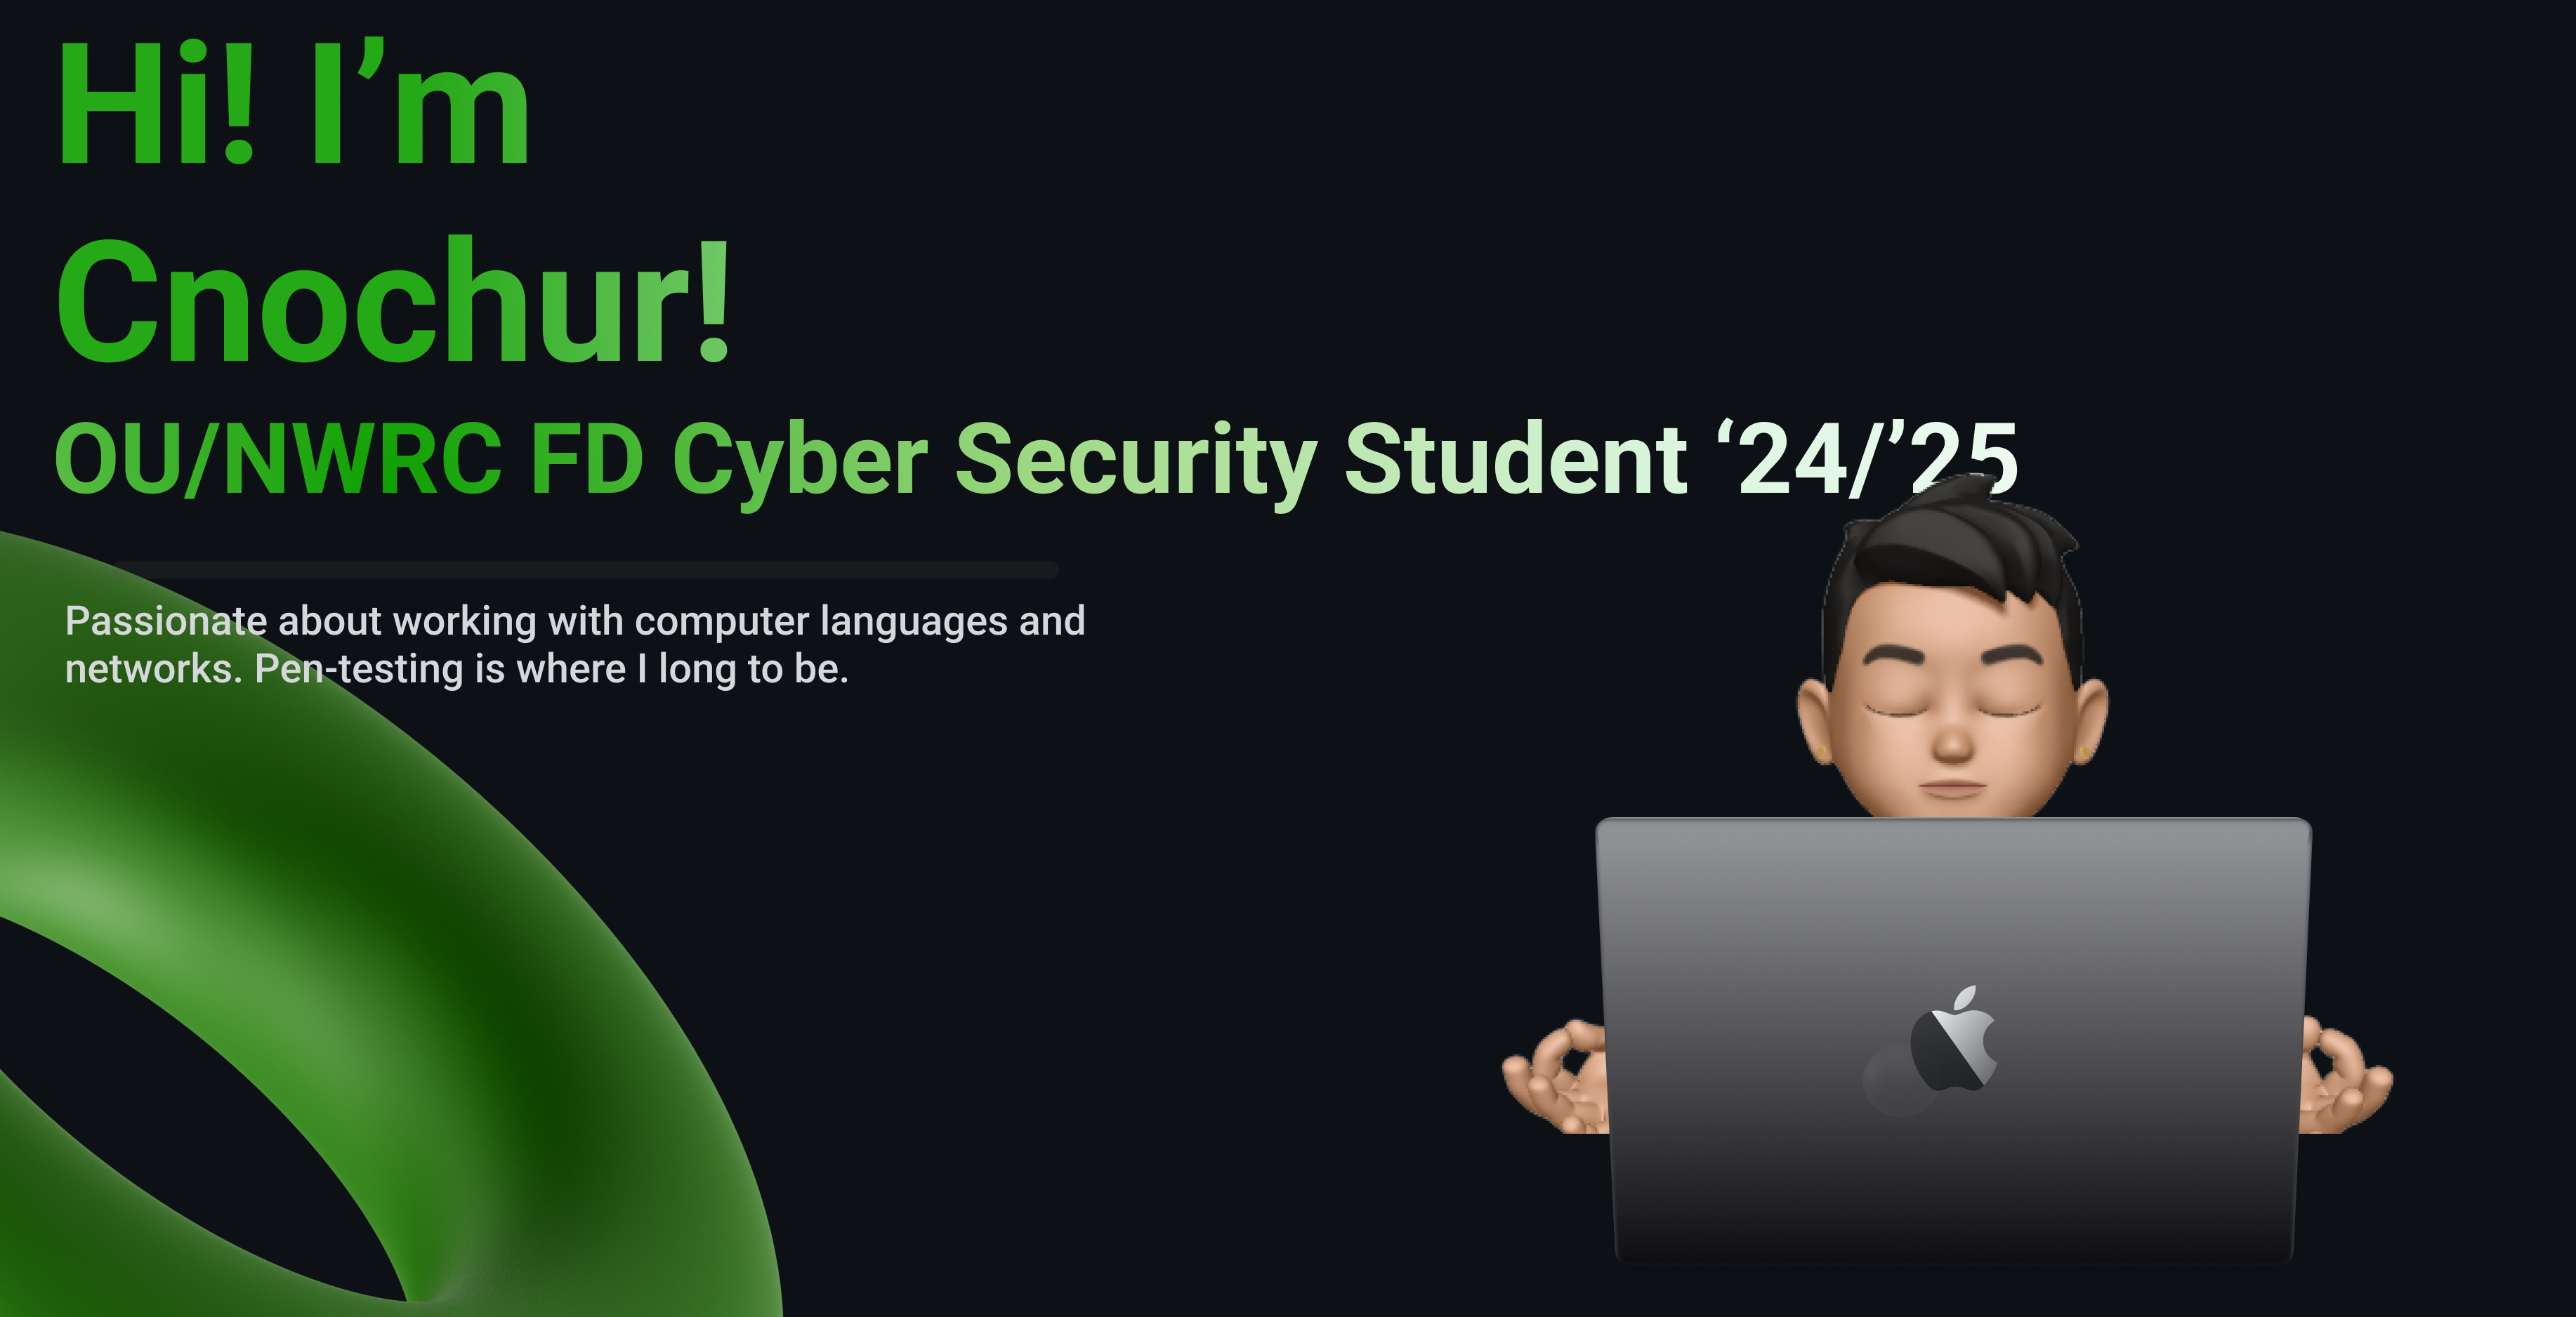 Hi! I’m
Cnochur!
OU/NWRC FD Cyber Security Student ‘24/’25
Passionate about working with computer languages and
networks. Pen-testing is where I long to be.